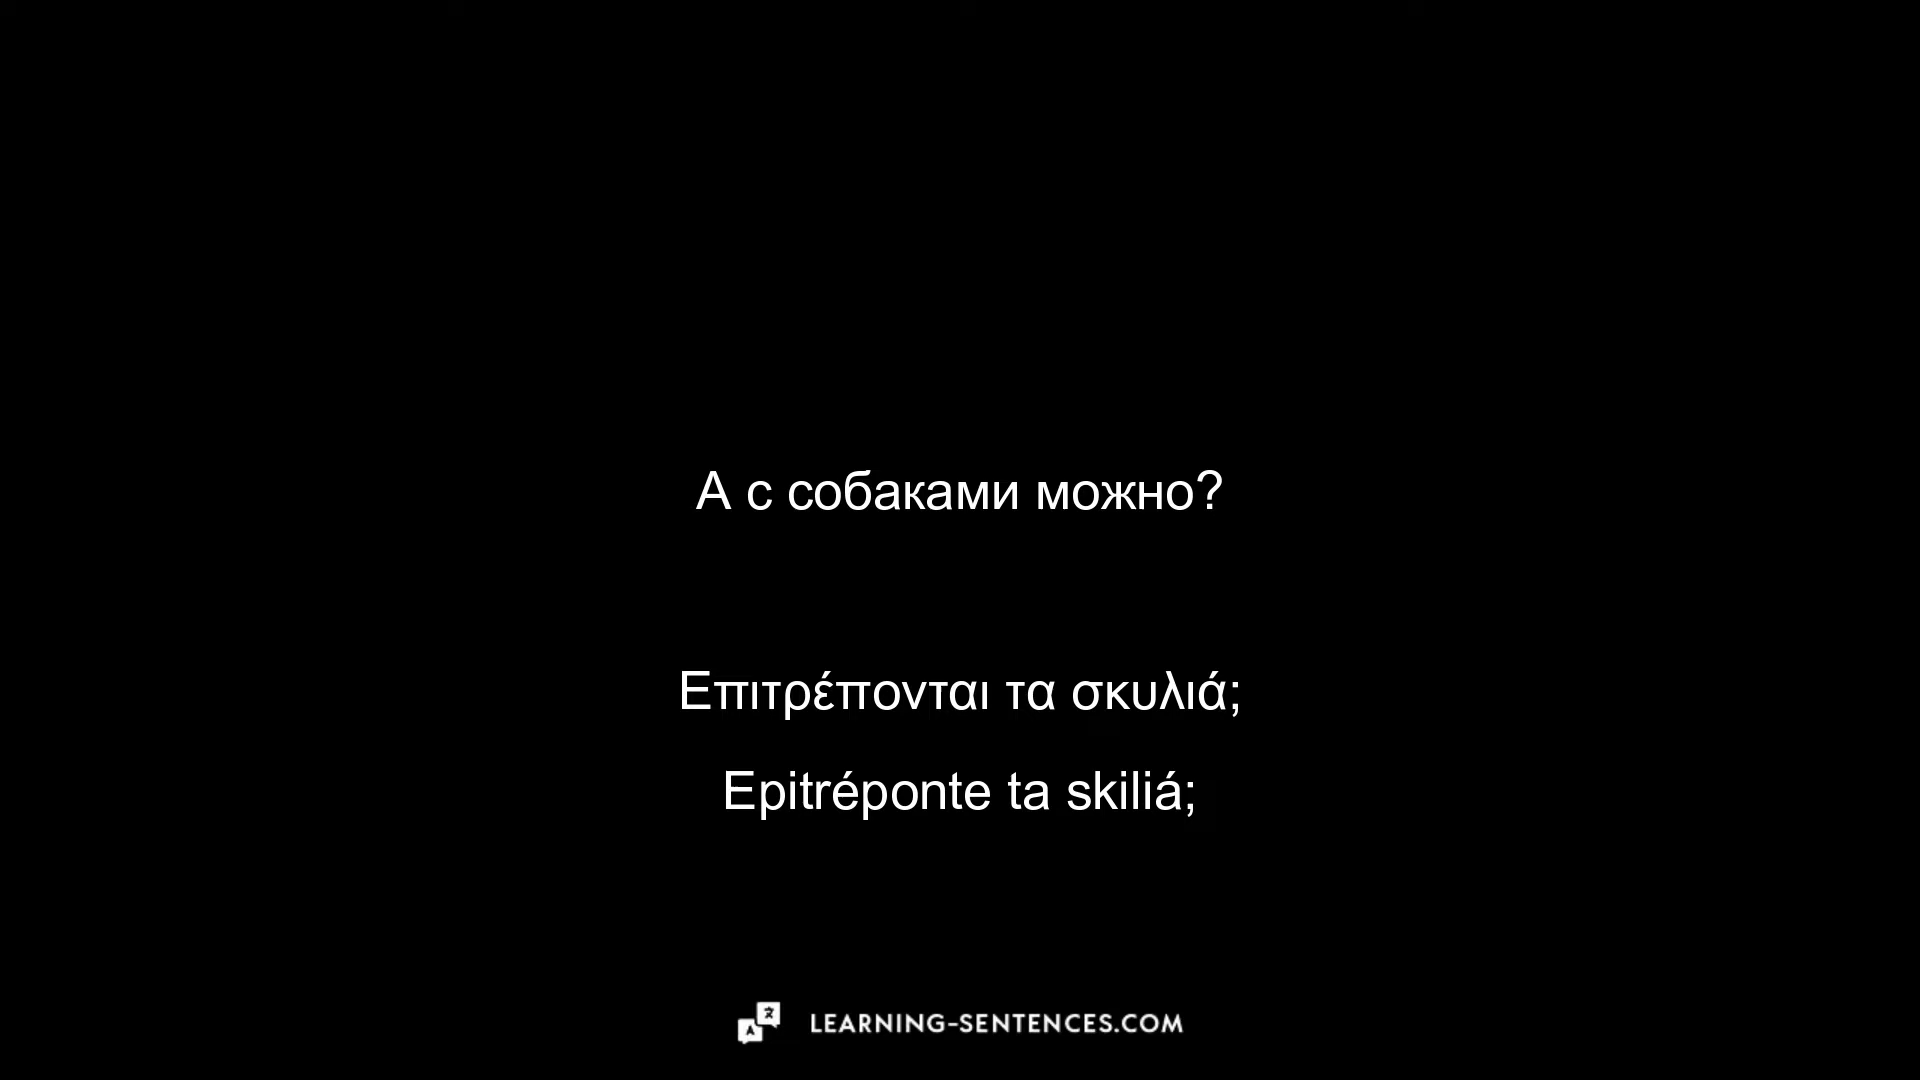 А с собаками можно?
Επιτρέπονται τα σκυλιά;
Epitréponte ta skiliá;
LEARNING-SENTENCES.COM